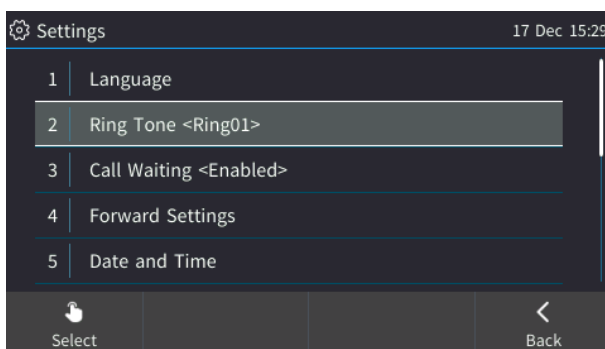 Settings 17 Dec 15:29
1 Language
2 Ring Tone <Ring01>
3 Call Waiting <Enabled>
4 Forward Settings
5 Date and Time
Select Back